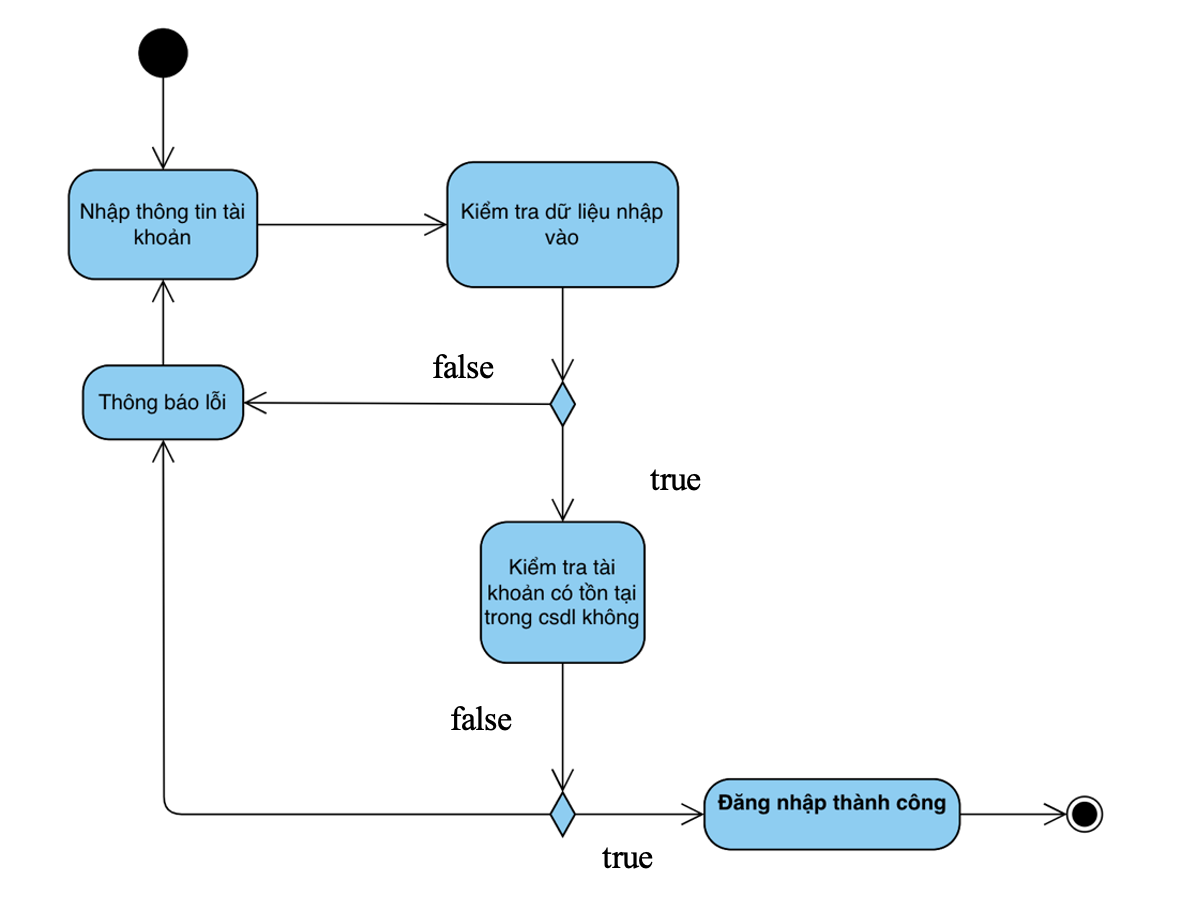 Nhập thông tin tài
khoản
Kiểm tra dữ liệu nhập
vào
false
Thông báo lỗi
true
Kiểm tra tài
khoản có tồn tại
trong csdl không
false
Đăng nhập thành công
true